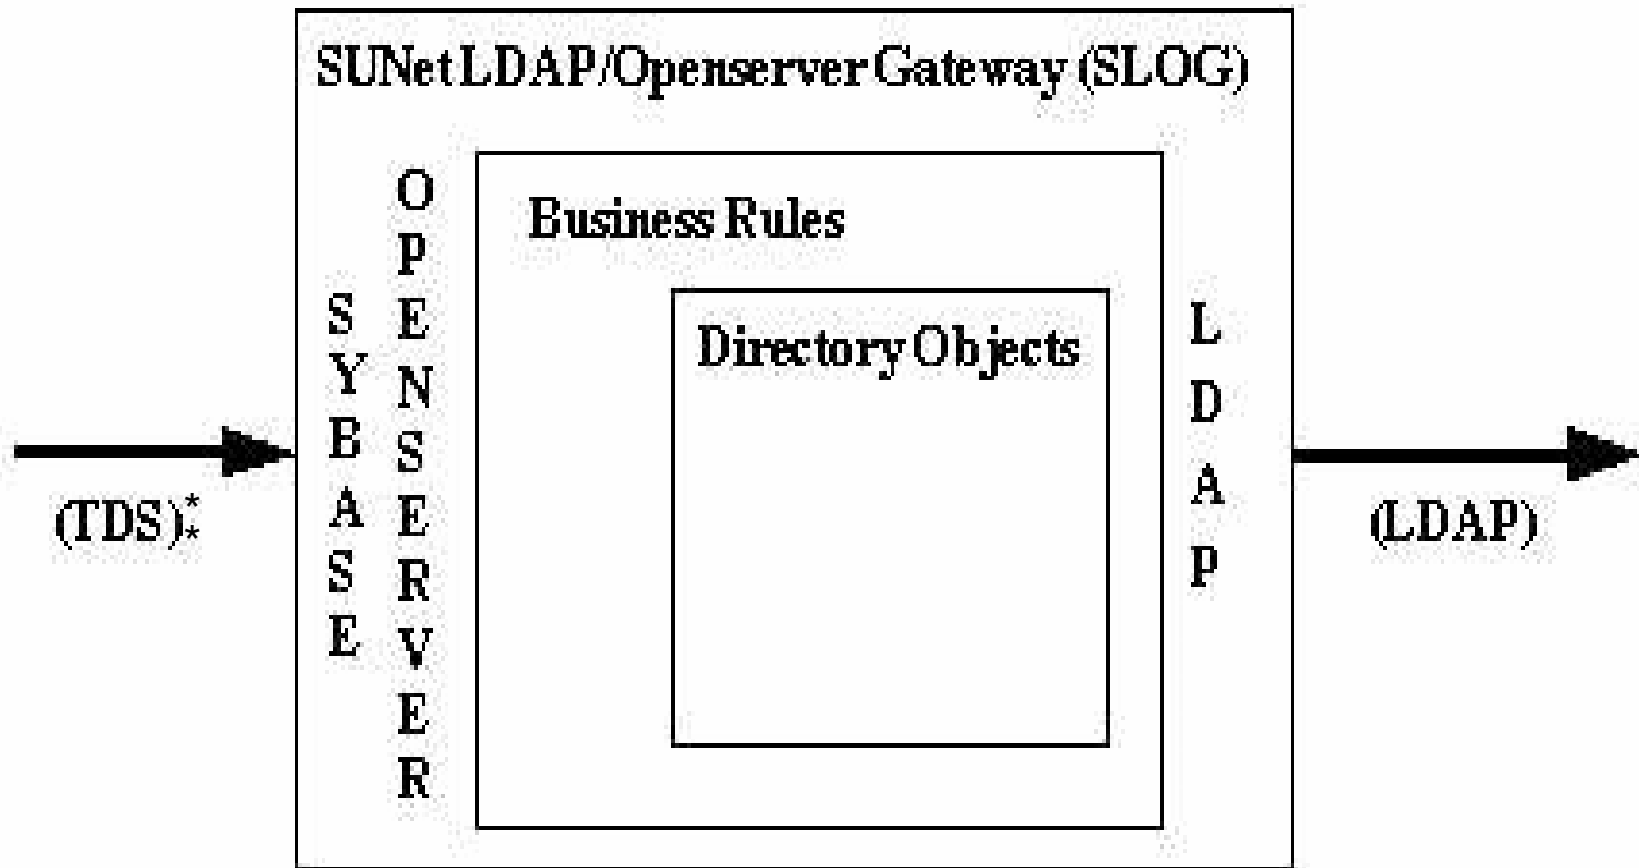 SUNet LDAP/Openserver Gateway (SLOG)
Business Rules
Directory Objects
SYBASE
OPENSERVER
LDAP
(TDS)**
(LDAP)